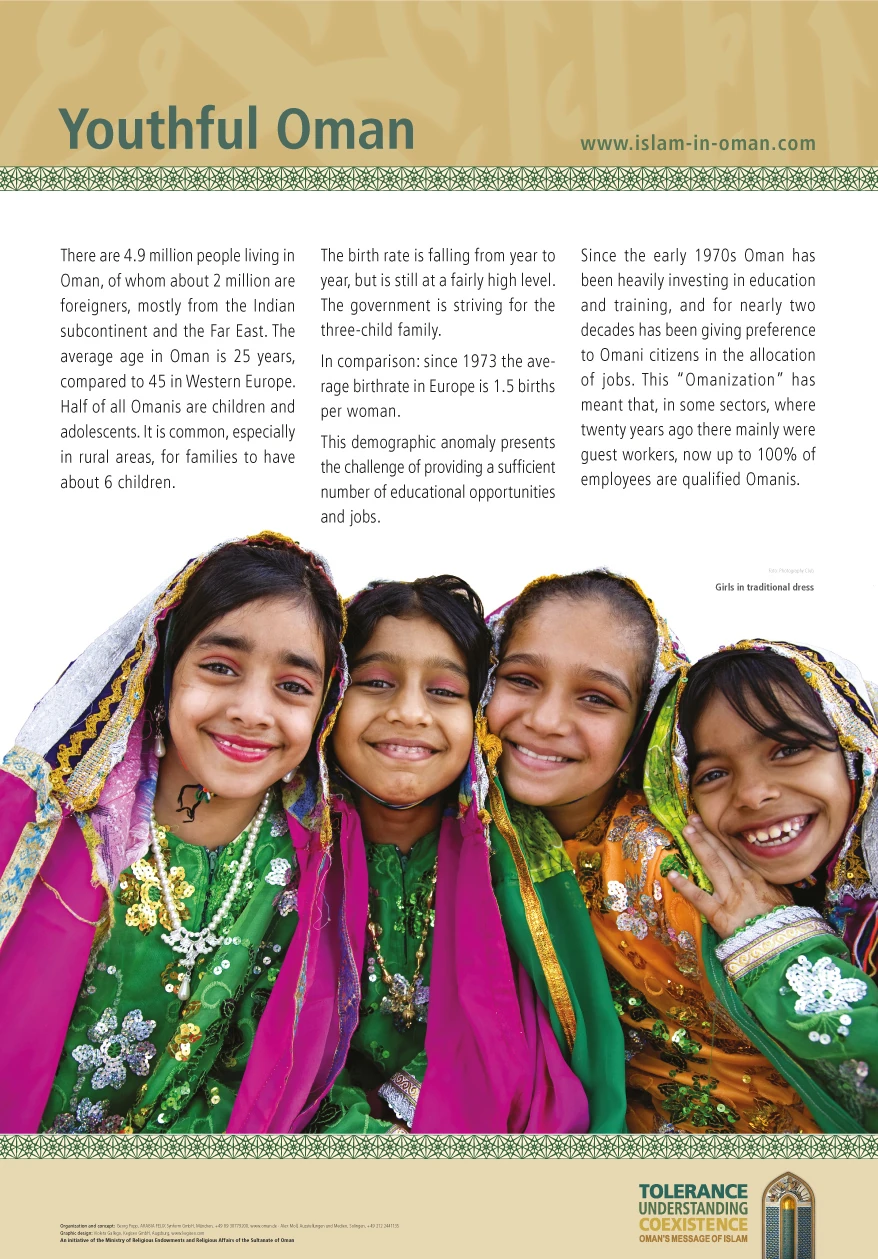 Youthful Oman
www.islam-in-oman.com
There are 4.9 million people living in
Oman, of whom about 2 million are
foreigners, mostly from the Indian
subcontinent and the Far East. The
average age in Oman is 25 years,
compared to 45 in Western Europe.
Half of all Omanis are children and
adolescents. It is common, especially
in rural areas, for families to have
about 6 children.
The birth rate is falling from year to
year, but is still at a fairly high level.
The government is striving for the
three-child family.
In comparison: since 1973 the ave-
rage birthrate in Europe is 1.5 births
per woman.
This demographic anomaly presents
the challenge of providing a sufficient
number of educational opportunities
and jobs.
Since the early 1970s Oman has
been heavily investing in education
and training, and for nearly two
decades has been giving preference
to Omani citizens in the allocation
of jobs. This “Omanization” has
meant that, in some sectors, where
twenty years ago there mainly were
guest workers, now up to 100% of
employees are qualified Omanis.
Girls in traditional dress
TOLERANCE
UNDERSTANDING
COEXISTENCE
OMAN'S MESSAGE OF ISLAM
Organisation and concept: Georg Popp, ARABIA FELIX Synform GmbH, München,
Graphic design:
An initiative of the Ministry of Religious Endowments and Religious Affairs of the Sultanate of Oman